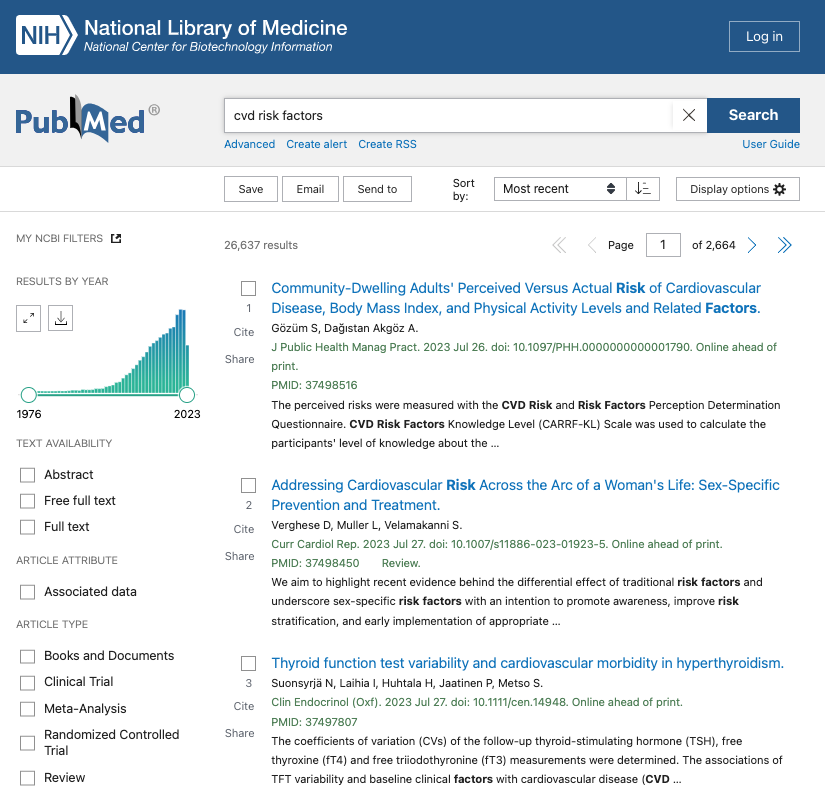 NIH National Library of Medicine
National Center for Biotechnology Information
Log in
PubMed®
cvd risk factors
Search
Advanced Create alert Create RSS
User Guide
Save
Email
Send to
Sort by:
Most recent
Display options
MY NCBI FILTERS
26,637 results
Page 1 of 2,664
RESULTS BY YEAR
1976
2023
TEXT AVAILABILITY
Abstract
Free full text
Full text
ARTICLE ATTRIBUTE
Associated data
ARTICLE TYPE
Books and Documents
Clinical Trial
Meta-Analysis
Randomized Controlled
Trial
Review
1
Cite
Share
Community-Dwelling Adults' Perceived Versus Actual Risk of Cardiovascular
Disease, Body Mass Index, and Physical Activity Levels and Related Factors.
Gözüm S, Dağıstan Akgöz A.
J Public Health Manag Pract. 2023 Jul 26. doi: 10.1097/PHH.0000000000001790. Online ahead of
print.
PMID: 37498516
The perceived risks were measured with the CVD Risk and Risk Factors Perception Determination
Questionnaire. CVD Risk Factors Knowledge Level (CARRF-KL) Scale was used to calculate the
participants' level of knowledge about the ...
2
Cite
Share
Addressing Cardiovascular Risk Across the Arc of a Woman's Life: Sex-Specific
Prevention and Treatment.
Verghese D, Muller L, Velamakanni S.
Curr Cardiol Rep. 2023 Jul 27. doi: 10.1007/s11886-023-01923-5. Online ahead of print.
PMID: 37498450 Review.
We aim to highlight recent evidence behind the differential effect of traditional risk factors and
underscore sex-specific risk factors with an intention to promote awareness, improve risk
stratification, and early implementation of appropriate ...
3
Cite
Share
Thyroid function test variability and cardiovascular morbidity in hyperthyroidism.
Suonsyrjä N, Laihia I, Huhtala H, Jaatinen P, Metso S.
Clin Endocrinol (Oxf). 2023 Jul 27. doi: 10.1111/cen.14948. Online ahead of print.
PMID: 37497807
The coefficients of variation (CVs) of the follow-up thyroid-stimulating hormone (TSH), free
thyroxine (fT4) and free triiodothyronine (fT3) measurements were determined. The associations of
TFT variability and baseline clinical factors with cardiovascular disease (CVD ...